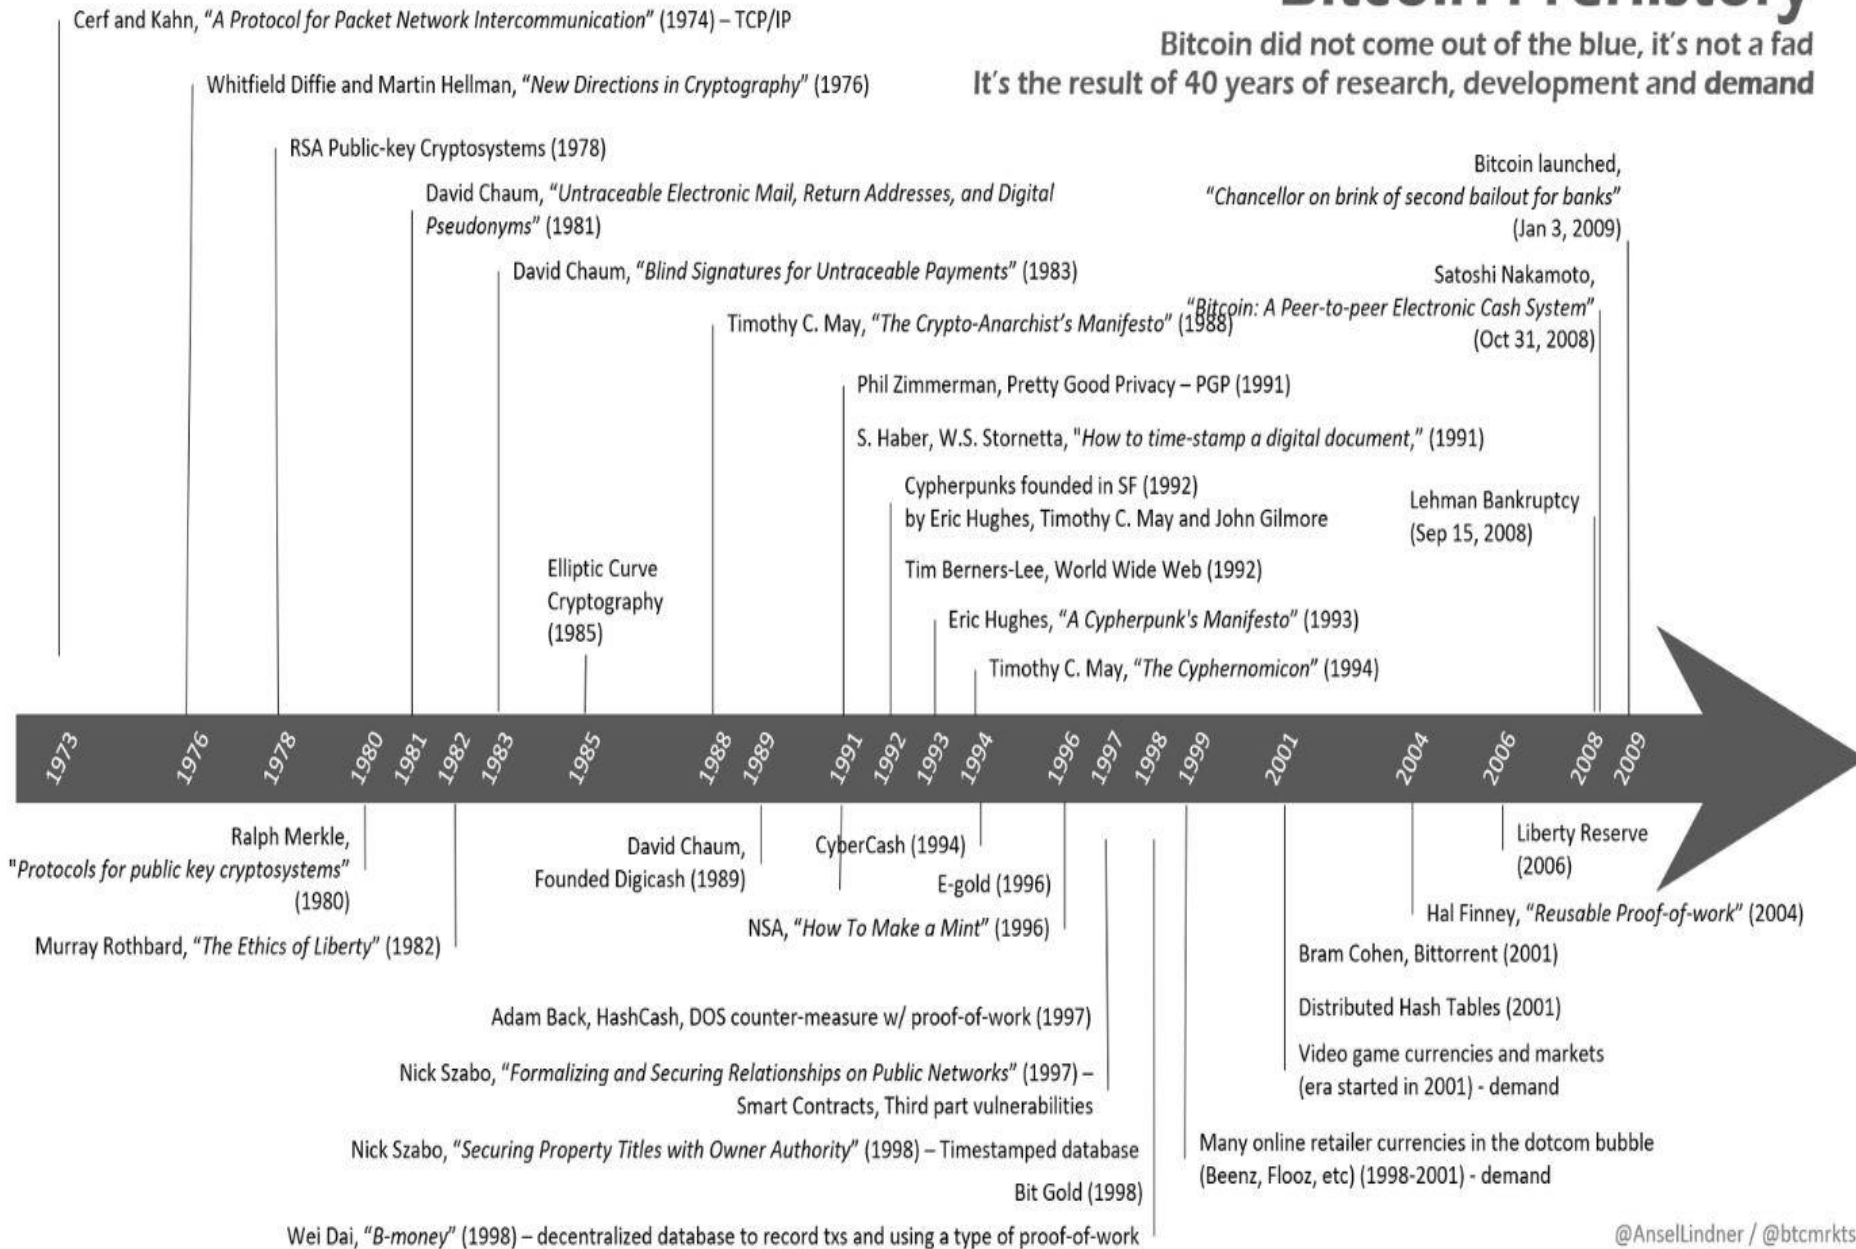 Bitcoin Prehistory
Bitcoin did not come out of the blue, it's not a fad
It's the result of 40 years of research, development and demand
Cerf and Kahn, “A Protocol for Packet Network Intercommunication” (1974) – TCP/IP
Whitfield Diffie and Martin Hellman, “New Directions in Cryptography” (1976)
RSA Public-key Cryptosystems (1978)
David Chaum, “Untraceable Electronic Mail, Return Addresses, and Digital
Pseudonyms” (1981)
David Chaum, “Blind Signatures for Untraceable Payments” (1983)
Timothy C. May, “The Crypto-Anarchist’s Manifesto” (1988)
Phil Zimmerman, Pretty Good Privacy – PGP (1991)
S. Haber, W.S. Stornetta, "How to time-stamp a digital document,” (1991)
Cypherpunks founded in SF (1992)
by Eric Hughes, Timothy C. May and John Gilmore
Tim Berners-Lee, World Wide Web (1992)
Elliptic Curve
Cryptography
(1985)
Eric Hughes, “A Cypherpunk's Manifesto” (1993)
Timothy C. May, “The Cyphernomicon” (1994)
Bitcoin launched,
“Chancellor on brink of second bailout for banks”
(Jan 3, 2009)
Satoshi Nakamoto,
“Bitcoin: A Peer-to-peer Electronic Cash System”
(Oct 31, 2008)
Lehman Bankruptcy
(Sep 15, 2008)
1973
1976
1978
1980
1981
1982
1983
1985
1988
1989
1991
1992
1993
1994
1996
1997
1998
1999
2001
2004
2006
2008
2009
Ralph Merkle,
"Protocols for public key cryptosystems”
(1980)
Murray Rothbard, “The Ethics of Liberty” (1982)
David Chaum,
Founded Digicash (1989)
CyberCash (1994)
E-gold (1996)
NSA, “How To Make a Mint” (1996)
Adam Back, HashCash, DOS counter-measure w/ proof-of-work (1997)
Nick Szabo, “Formalizing and Securing Relationships on Public Networks” (1997) –
Smart Contracts, Third part vulnerabilities
Nick Szabo, “Securing Property Titles with Owner Authority” (1998) – Timestamped database
Bit Gold (1998)
Wei Dai, “B-money” (1998) – decentralized database to record txs and using a type of proof-of-work
Liberty Reserve
(2006)
Hal Finney, “Reusable Proof-of-work” (2004)
Bram Cohen, Bittorrent (2001)
Distributed Hash Tables (2001)
Video game currencies and markets
(era started in 2001) - demand
Many online retailer currencies in the dotcom bubble
(Beenz, Flooz, etc) (1998-2001) - demand
@AnselLindner / @btcmrkts